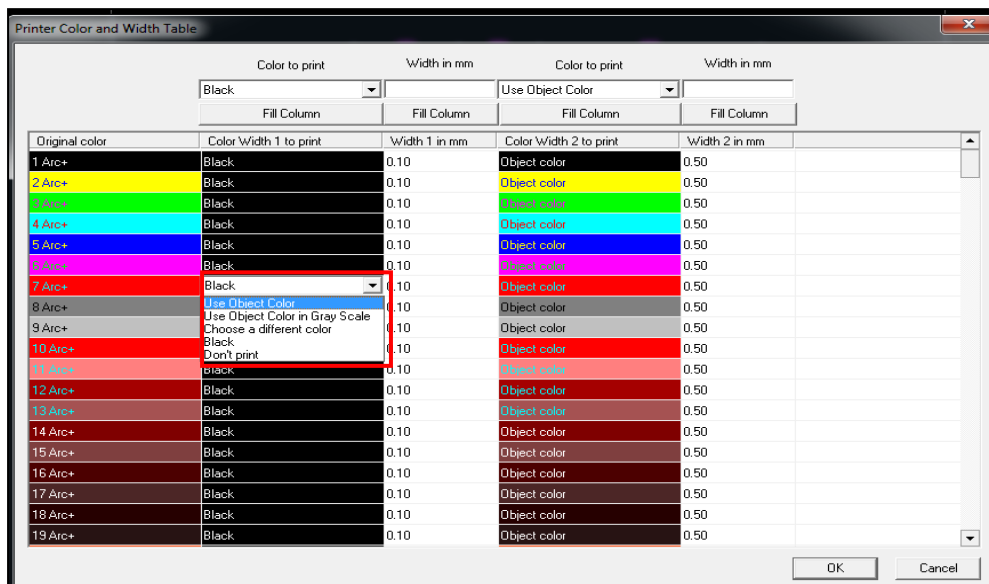 Printer Color and Width Table
Color to print Width in mm Color to print Width in mm
Black Use Object Color
Fill Column Fill Column Fill Column Fill Column
Original color Color Width 1 to print Width 1 in mm Color Width 2 to print Width 2 in mm
1 Arc+ Black 0.10 Object color 0.50
2 Arc+ Black 0.10 Object color 0.50
3 Arc+ Black 0.10 Object color 0.50
4 Arc+ Black 0.10 Object color 0.50
5 Arc+ Black 0.10 Object color 0.50
6 Arc+ Black 0.10 Object color 0.50
7 Arc+ Black .10 Object color 0.50
Use Object Color
8 Arc+ .10 Object color 0.50
Use Object Color in Gray Scale
Choose a different color
9 Arc+ .10 Object color 0.50
Black
10 Arc+ .10 Object color 0.50
Don't print
11 Arc+ Black 0.10 Object color 0.50
12 Arc+ Black 0.10 Object color 0.50
13 Arc+ Black 0.10 Object color 0.50
14 Arc+ Black 0.10 Object color 0.50
15 Arc+ Black 0.10 Object color 0.50
16 Arc+ Black 0.10 Object color 0.50
17 Arc+ Black 0.10 Object color 0.50
18 Arc+ Black 0.10 Object color 0.50
19 Arc+ Black 0.10 Object color 0.50
OK Cancel